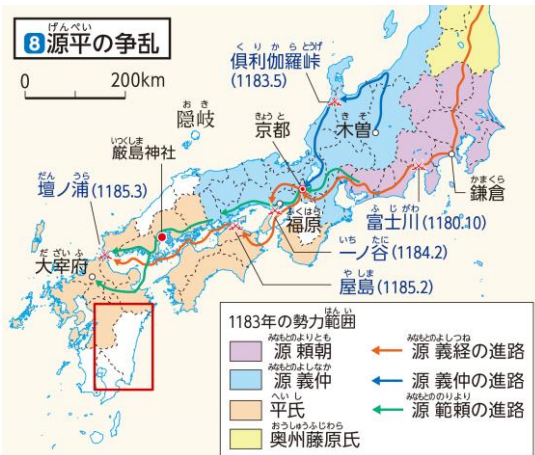 げんぺい
8源平の争乱
0 200km
くりからとうげ
倶利伽羅峠
(1183.5)
おき
隠岐
きょうと
京都
きそ
木曽
いつくしま
厳島神社
だん うら
壇ノ浦(1185.3)
だざいふ
大宰府
ふくはら
福原
かまくら
鎌倉
ふじがわ
富士川(1180.10)
いち たに
一ノ谷(1184.2)
やしま
屋島(1185.2)
はんい
1183年の勢力範囲
みなもとのよりとも
源 頼朝
みなもとのよしなか
源 義仲
へいし
平氏
おうしゅうふじわら
奥州藤原氏
みなもとのよしつね
源 義経の進路
源 義仲の進路
みなもとののりより
源 範頼の進路